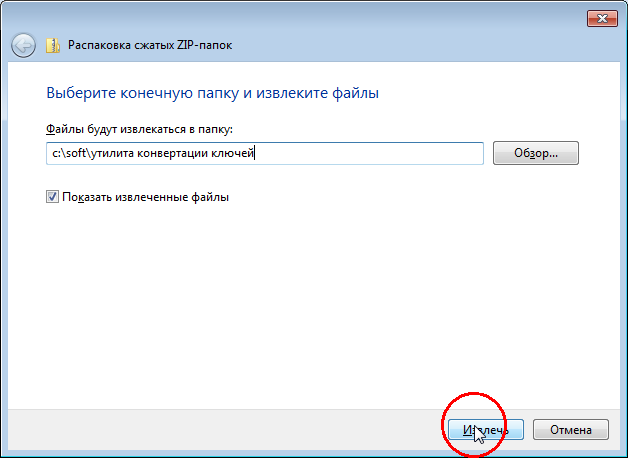 Распаковка сжатых ZIP-папок
Выберите конечную папку и извлеките файлы
Файлы будут извлекаться в папку:
c:\soft\утилита конвертации ключей
Обзор...
Показать извлеченные файлы
Извлечь
Отмена